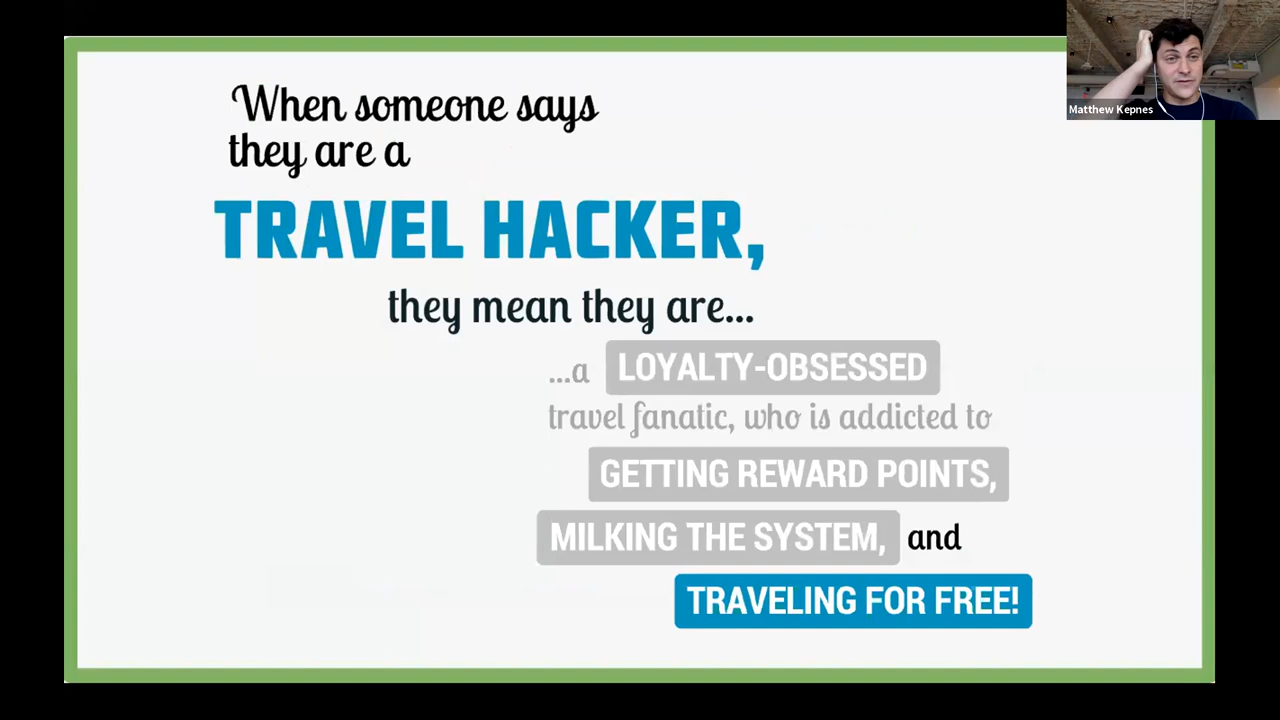 When someone says
they are a
TRAVEL HACKER,
they mean they are...
...a LOYALTY-OBSESSED
travel fanatic, who is addicted to
GETTING REWARD POINTS,
MILKING THE SYSTEM, and
TRAVELING FOR FREE!
Matthew Kepnes